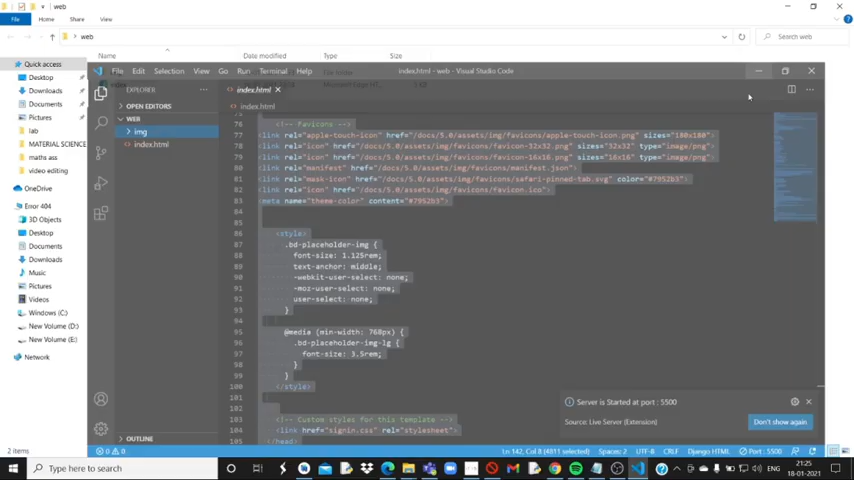 web
File Home Share View
web Search web
Name Date modified Type Size
Quick access
Desktop
Downloads
Documents
Pictures
lab
MATERIAL SCIENCE
maths ass
video editing
OneDrive
Error 404
3D Objects
Desktop
Documents
Downloads
Music
Pictures
Videos
Windows (C:)
New Volume (D:)
New Volume (E:)
Network
2 items
File Edit Selection View Go Run Terminal Help index.html - web - Visual Studio Code
EXPLORER
OPEN EDITORS
WEB
img
index.html
OUTLINE
index.html
index.html
76 <!-- Favicons -->
77 <link rel="apple-touch-icon" href="/docs/5.0/assets/img/favicons/apple-touch-icon.png" sizes="180x180">
78 <link rel="icon" href="/docs/5.0/assets/img/favicons/favicon-32x32.png" sizes="32x32" type="image/png">
79 <link rel="icon" href="/docs/5.0/assets/img/favicons/favicon-16x16.png" sizes="16x16" type="image/png">
80 <link rel="manifest" href="/docs/5.0/assets/img/favicons/manifest.json">
81 <link rel="mask-icon" href="/docs/5.0/assets/img/favicons/safari-pinned-tab.svg" color="#7952b3">
82 <link rel="icon" href="/docs/5.0/assets/img/favicons/favicon.ico">
83 <meta name="theme-color" content="#7952b3">
84
85
86 <style>
87 .bd-placeholder-img {
88 font-size: 1.125rem;
89 text-anchor: middle;
90 -webkit-user-select: none;
91 -moz-user-select: none;
92 user-select: none;
93 }
94
95 @media (min-width: 768px) {
96 .bd-placeholder-img-lg {
97 font-size: 3.5rem;
98 }
99 }
100 </style>
101
102
103 <!-- Custom styles for this template -->
104 <link href="signin.css" rel="stylesheet">
105 </head>
Server is Started at port : 5500
Source: Live Server (Extension) Don't show again
0 0 Ln 142, Col 8 (4811 selected) Spaces: 2 UTF-8 CRLF Django HTML Port : 5500
Type here to search
ENG
21:25
18-01-2021